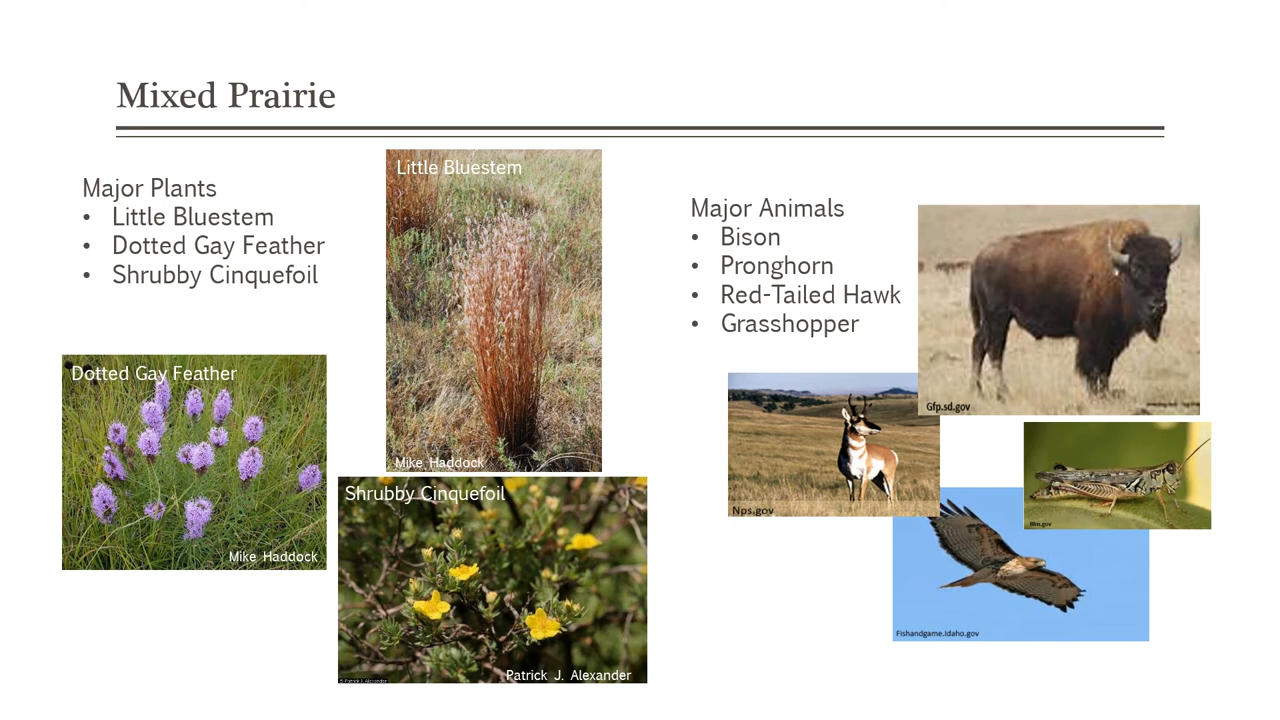 Mixed Prairie
Major Plants
• Little Bluestem
• Dotted Gay Feather
• Shrubby Cinquefoil
Little Bluestem
Mike Haddock
Dotted Gay Feather
Mike Haddock
Shrubby Cinquefoil
Patrick J. Alexander
© Patrick J. Alexander
Major Animals
• Bison
• Pronghorn
• Red-Tailed Hawk
• Grasshopper
Gfp.sd.gov
Nps.gov
Fishandgame.Idaho.gov